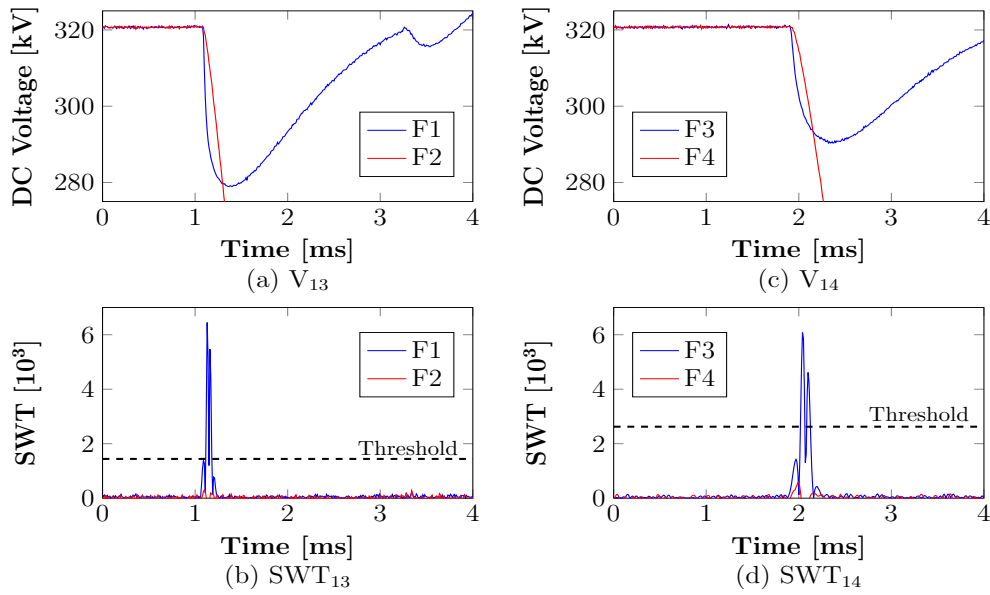 DC Voltage [kV]
320
300
280
F1
F2
0
1
2
3
4
Time [ms]
(a) V₁₃
DC Voltage [kV]
320
300
280
F3
F4
0
1
2
3
4
Time [ms]
(c) V₁₄
SWT [10³]
6
4
2
0
F1
F2
Threshold
0
1
2
3
4
Time [ms]
(b) SWT₁₃
SWT [10³]
6
4
2
0
F3
F4
Threshold
0
1
2
3
4
Time [ms]
(d) SWT₁₄